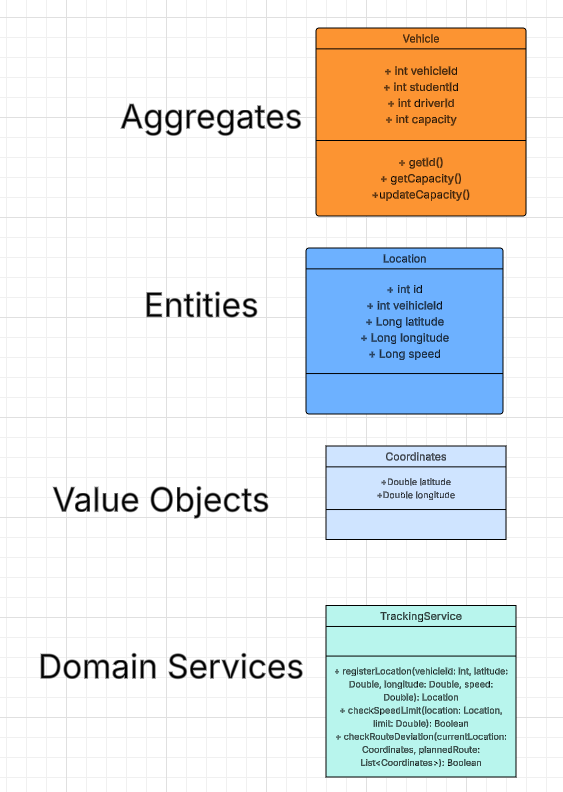 Vehicle
+ int vehicleId
+ int studentId
+ int driverId
+ int capacity
Aggregates
+ getId()
+ getCapacity()
+updateCapacity()
Location
+ int id
+ int veihicleId
+ Long latitude
+ Long longitude
+ Long speed
Entities
Coordinates
+Double latitude
+Double longitude
Value Objects
TrackingService
Domain Services
+ registerLocation(vehicleId: Int, latitude:
Double, longitude: Double, speed:
Double): Location
+ checkSpeedLimit(location: Location,
limit: Double): Boolean
+ checkRouteDeviation(currentLocation:
Coordinates, plannedRoute:
List<Coordinates>): Boolean